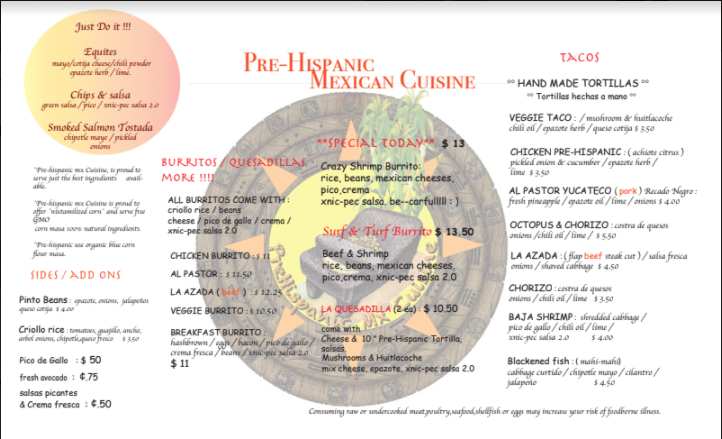 Just Do it !!!
Equites
mayo/cotija cheese/chili powder
epazote herb / lime.
Chips & salsa
green salsa / pico / xnic-pec salsa 2.0
Smoked Salmon Tostada
chipotle mayo / pickled
onions
"Pre-hispanic mx Cuisine, is proud to
serve just the best ingredients avail-
able.
"Pre-hispanic mx Cuisine is proud to
offer "nixtamilized corn" and serve free
GMO
corn masa 100% natural ingredients.
"Pre-hispanic use organic blue corn
flour masa.
SIDES / ADD ONS
Pinto Beans : epazote, onions, jalapeños
queso cotija $ 4.00
Criollo rice : tomatoes, guajillo, ancho,
arbol onions, chipotle,queso fresco $ 3.50
Pico de Gallo : $ 50
fresh avocado : ¢.75
salsas picantes
& Crema fresca : ¢.50
PRE-HISPANIC
MEXICAN CUISINE
BURRITOS / QUESADILLAS
MORE !!!!
ALL BURRITOS COME WITH :
criollo rice / beans
cheese / pico de gallo / crema /
xnic-pec salsa 2.0
CHICKEN BURRITO : $ 11
AL PASTOR : $ 11.50
LA AZADA ( beef ) : $ 12.25
VEGGIE BURRITO : $ 10.50
BREAKFAST BURRITO :
hashbrown / eggs / bacon / pico de gallo /
crema fresca / beans / xnic-pec salsa 2.0
$ 11
**SPECIAL TODAY** $ 13
Crazy Shrimp Burrito:
rice, beans, mexican cheeses,
pico,crema
xnic-pec salsa, be--carfullll : )
Surf & Turf Burrito $ 13.50
Beef & Shrimp
rice, beans, mexican cheeses,
pico,crema, xnic-pec salsa 2.0
LA QUESADILLA (2 ea) : $ 10.50
come with
Cheese & 10 " Pre-Hispanic Tortilla,
salsas,
Mushrooms & Huitlacoche
mix cheese, epazote, xnic-pec salsa 2.0
PreHispanic MX Cuisine
TACOS
°° HAND MADE TORTILLAS °°
°° Tortillas hechas a mano °°
VEGGIE TACO : / mushroom & huitlacoche
chili oil / epazote herb / queso cotija $ 3.50
CHICKEN PRE-HISPANIC : ( achiote citrus )
pickled onion & cucumber / epazote herb /
lime $ 3.50
AL PASTOR YUCATECO ( pork ) Recado Negro :
fresh pineapple / epazote oil / lime / onions $ 4.00
OCTOPUS & CHORIZO : costra de quesos
onions /chili oil / lime / $ 5.50
LA AZADA : ( flap beef steak cut ) / salsa fresca
onions / shaved cabbage $ 4.50
CHORIZO : costra de quesos
onions / chili oil / lime $ 3.50
BAJA SHRIMP : shredded cabbage /
pico de gallo / chili oil / lime /
xnic-pec salsa 2.0 $ 4.00
Blackened fish : ( mahi-mahi)
cabbage curtido / chipotle mayo / cilantro /
jalapeño $ 4.50
Consuming raw or undercooked meat,poultry,seafood,shellfish or eggs may increase your risk of foodberne illness.